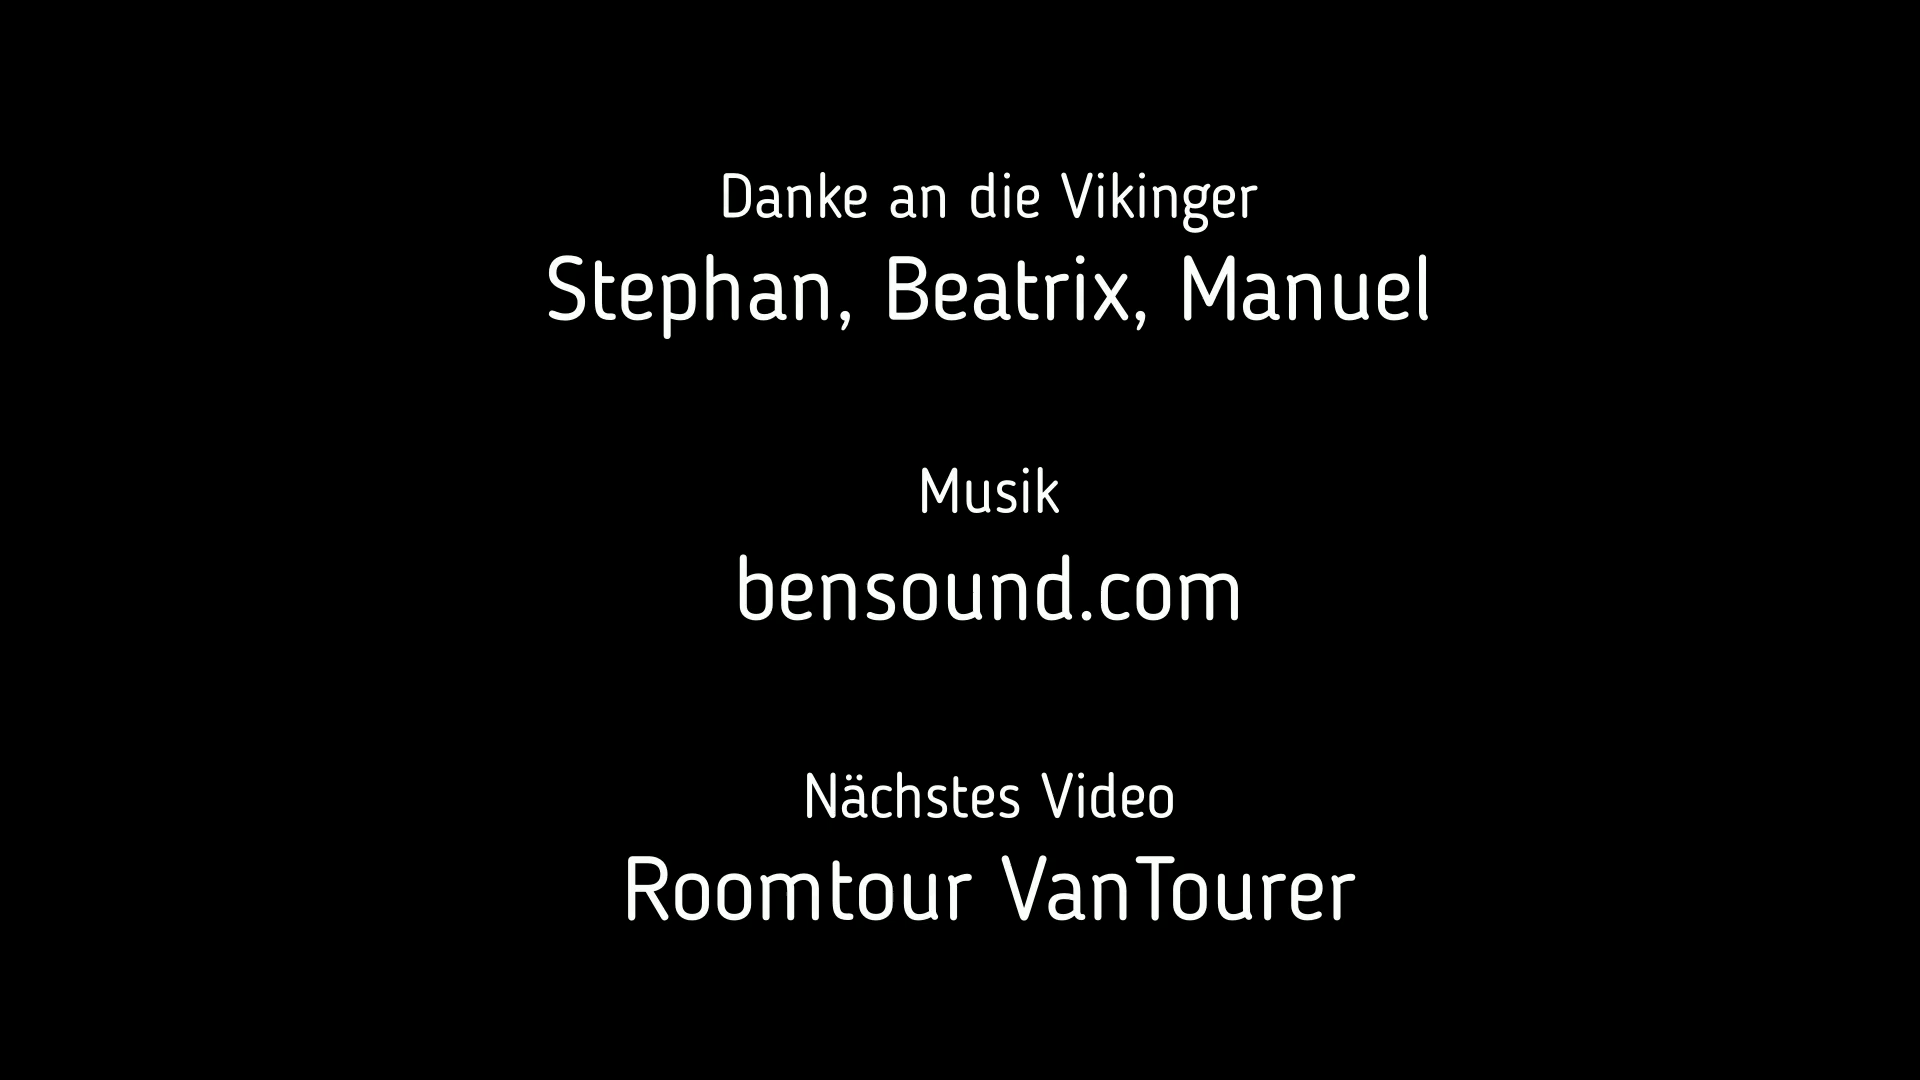 Danke an die Vikinger
Stephan, Beatrix, Manuel
Musik
bensound.com
Nächstes Video
Roomtour VanTourer